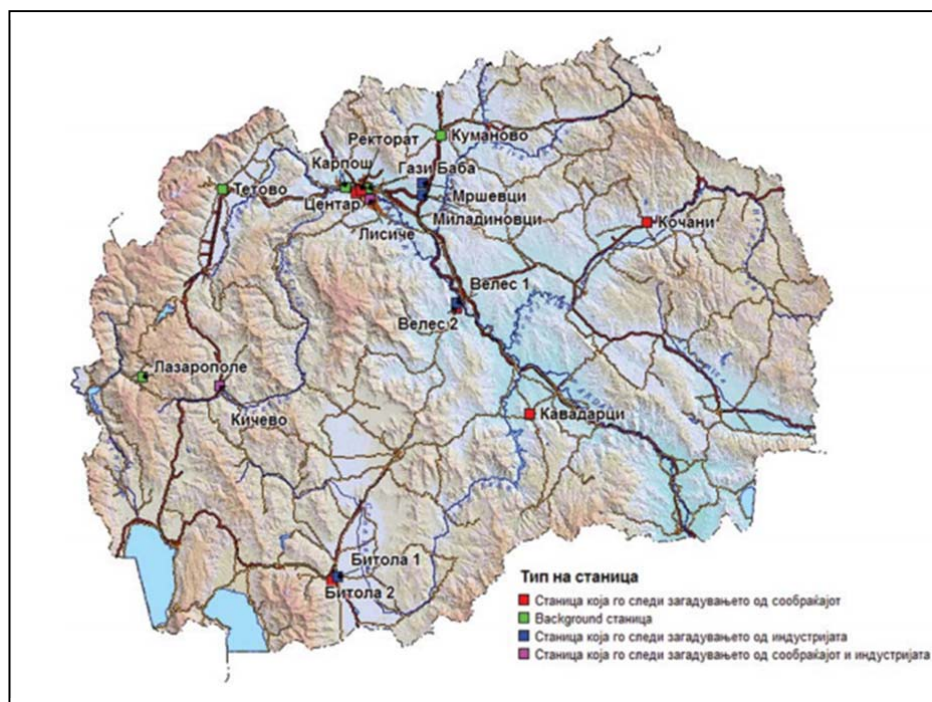 Ректорат
Куманово
Карпош
Гази Баба
Тетово
Мршевци
Центар
Миладиновци
Кочани
Лисиче
Велес 1
Велес 2
Лазарополе
Кичево
Кавадарци
Битола 1
Битола 2
Тип на станица
Станица која го следи загадувањето од сообраќајот
Background станица
Станица која го следи загадувањето од индустријата
Станица која го следи загадувањето од сообраќајот и индустријата